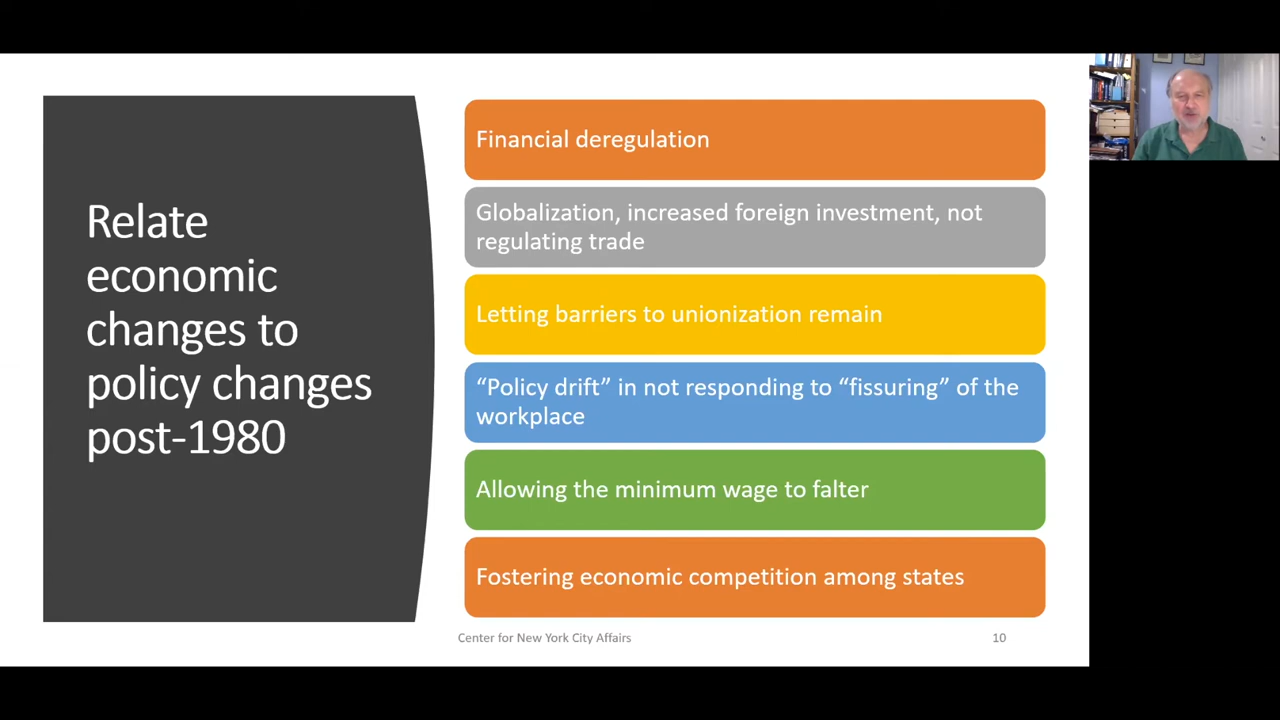 Relate
economic
changes to
policy changes
post-1980
Financial deregulation
Globalization, increased foreign investment, not
regulating trade
Letting barriers to unionization remain
“Policy drift” in not responding to “fissuring” of the
workplace
Allowing the minimum wage to falter
Fostering economic competition among states
Center for New York City Affairs
10